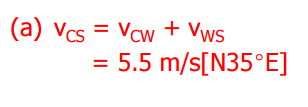 (a) vCS = vCW + vWS
= 5.5 m/s[N35°E]